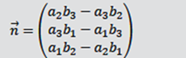 n⃗ = ( a₂b₃ − a₃b₂
a₃b₁ − a₁b₃
a₁b₂ − a₂b₁ )